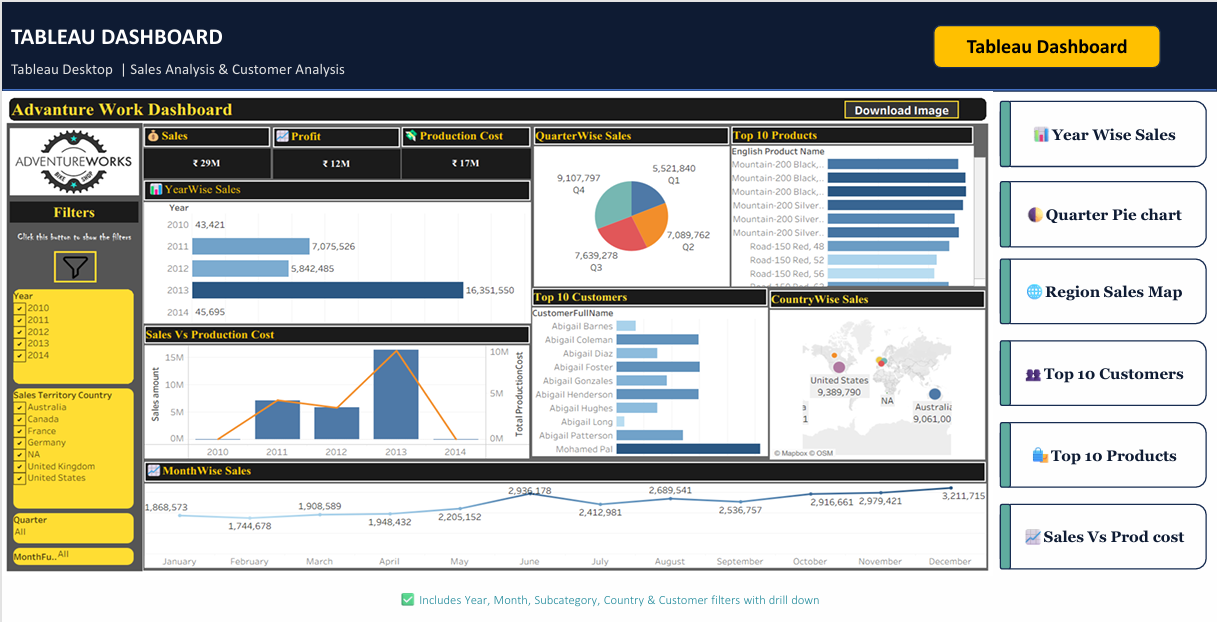 TABLEAU DASHBOARD
Tableau Desktop | Sales Analysis & Customer Analysis
Tableau Dashboard
Advanture Work Dashboard
Download Image
ADVENTUREWORKS
BIKE SHOP
Filters
Click this button to show the filters
Year
2010
2011
2012
2013
2014
Sales Territory Country
Australia
Canada
France
Germany
NA
United Kingdom
United States
Quarter
All
MonthFu.. All
Sales
₹ 29M
Profit
₹ 12M
Production Cost
₹ 17M
YearWise Sales
Year
2010 43,421
2011 7,075,526
2012 5,842,485
2013 16,351,550
2014 45,695
QuarterWise Sales
5,521,840
Q1
7,089,762
Q2
7,639,278
Q3
9,107,797
Q4
Top 10 Products
English Product Name
Mountain-200 Black,..
Mountain-200 Black,..
Mountain-200 Black,..
Mountain-200 Silver..
Mountain-200 Silver..
Mountain-200 Silver..
Road-150 Red, 48
Road-150 Red, 52
Road-150 Red, 56
Sales Vs Production Cost
Sales amount
15M
10M
5M
0M
10M
5M
0M
Total ProductionCost
2010 2011 2012 2013 2014
Top 10 Customers
CustomerFullName
Abigail Barnes
Abigail Coleman
Abigail Diaz
Abigail Foster
Abigail Gonzales
Abigail Henderson
Abigail Hughes
Abigail Long
Abigail Patterson
Mohamed Pal
CountryWise Sales
United States
9,389,790
NA
Australia
9,061,00
© Mapbox © OSM
MonthWise Sales
1,868,573
1,744,678
1,908,589
1,948,432
2,205,152
2,936,178
2,412,981
2,689,541
2,536,757
2,916,661
2,979,421
3,211,715
January February March April May June July August September October November December
Year Wise Sales
Quarter Pie chart
Region Sales Map
Top 10 Customers
Top 10 Products
Sales Vs Prod cost
Includes Year, Month, Subcategory, Country & Customer filters with drill down